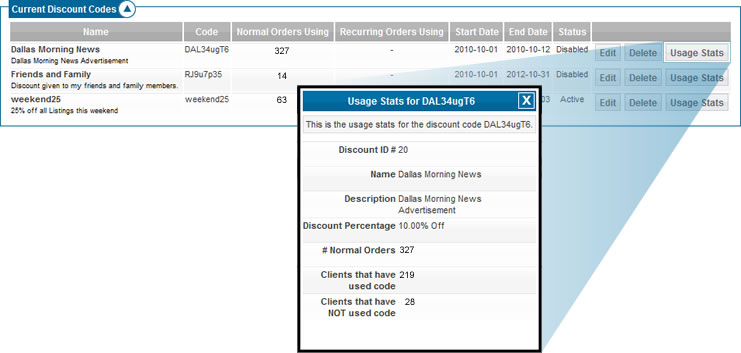 Current Discount Codes
Name Code Normal Orders Using Recurring Orders Using Start Date End Date Status
Dallas Morning News DAL34ugT6 327 - 2010-10-01 2010-10-12 Disabled Edit Delete Usage Stats
Dallas Morning News Advertisement
Friends and Family RJ9u7p35 14 - 2010-10-01 2012-10-31 Disabled Edit Delete Usage Stats
Discount given to my friends and family members.
weekend25 weekend25 63 03 Active Edit Delete Usage Stats
25% off all Listings this weekend
Usage Stats for DAL34ugT6 X
This is the usage stats for the discount code DAL34ugT6.
Discount ID # 20
Name Dallas Morning News
Description Dallas Morning News
Advertisement
Discount Percentage 10.00% Off
# Normal Orders 327
Clients that have 219
used code
Clients that have 28
NOT used code